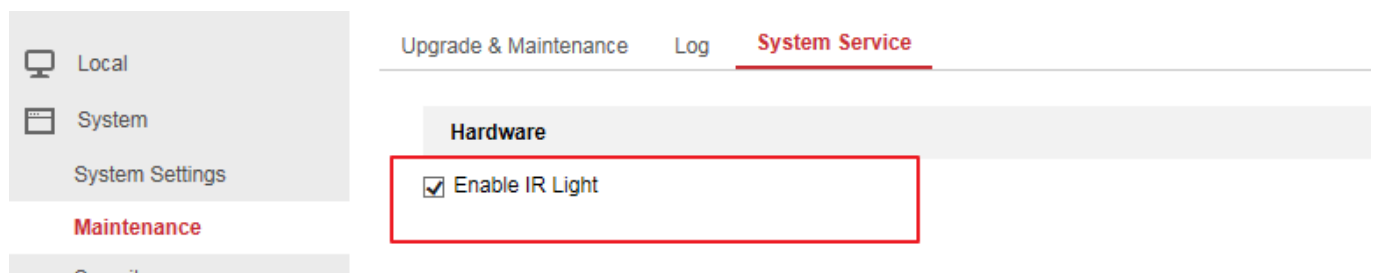 Local
System
System Settings
Maintenance
Upgrade & Maintenance Log System Service
Hardware
Enable IR Light